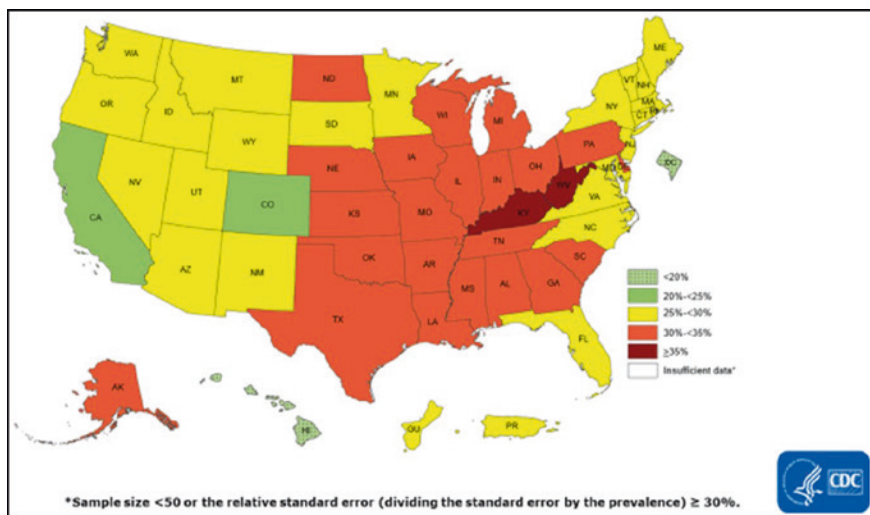 WA
MT
ND
MN
ME
OR
ID
SD
WI
MI
VT
NH
NY
MA
CT
WY
NE
IA
PA
NJ
DC
NV
UT
CO
IL
IN
OH
WV
MD
DE
VA
CA
KS
MO
KY
NC
AZ
NM
OK
AR
TN
SC
MS
AL
GA
TX
LA
FL
<20%
20%-<25%
25%-<30%
30%-<35%
≥35%
Insufficient data*
AK
HI
GU
PR
CDC
*Sample size <50 or the relative standard error (dividing the standard error by the prevalence) ≥ 30%.